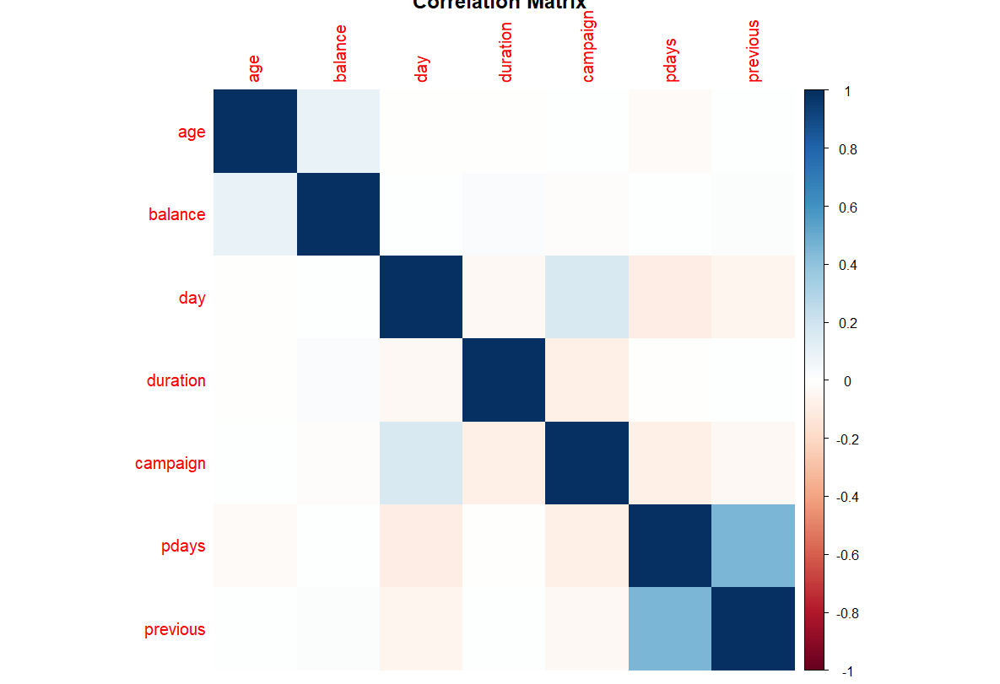 Correlation Matrix
age
balance
day
duration
campaign
pdays
previous
age
balance
day
duration
campaign
pdays
previous
1
0.8
0.6
0.4
0.2
0
-0.2
-0.4
-0.6
-0.8
-1